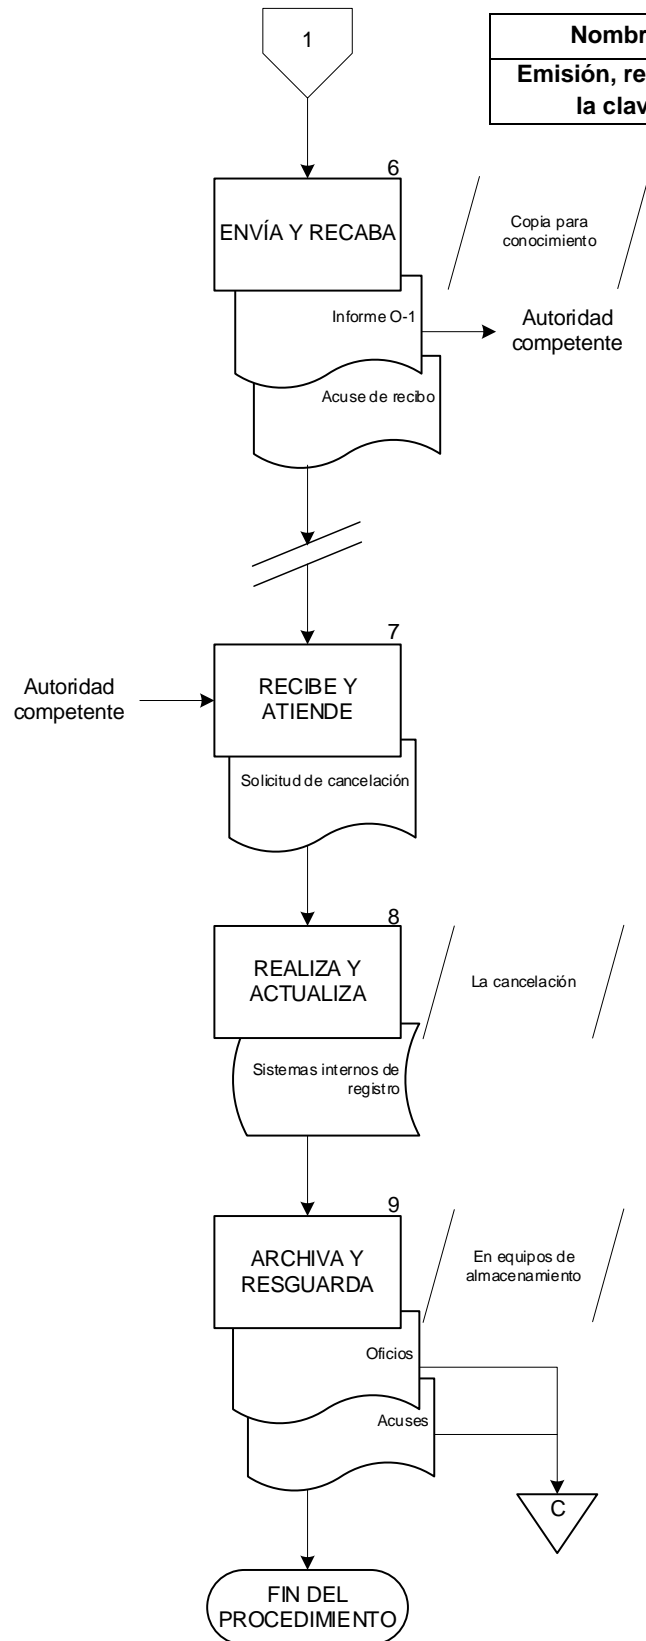 1
Nombr
Emisión, re
la clav
6
ENVÍA Y RECABA
Copia para
conocimiento
Informe O-1
Autoridad
competente
Acuse de recibo
7
Autoridad
competente
RECIBE Y
ATIENDE
Solicitud de cancelación
8
REALIZA Y
ACTUALIZA
La cancelación
Sistemas internos de
registro
9
ARCHIVA Y
RESGUARDA
En equipos de
almacenamiento
Oficios
Acuses
C
FIN DEL
PROCEDIMIENTO